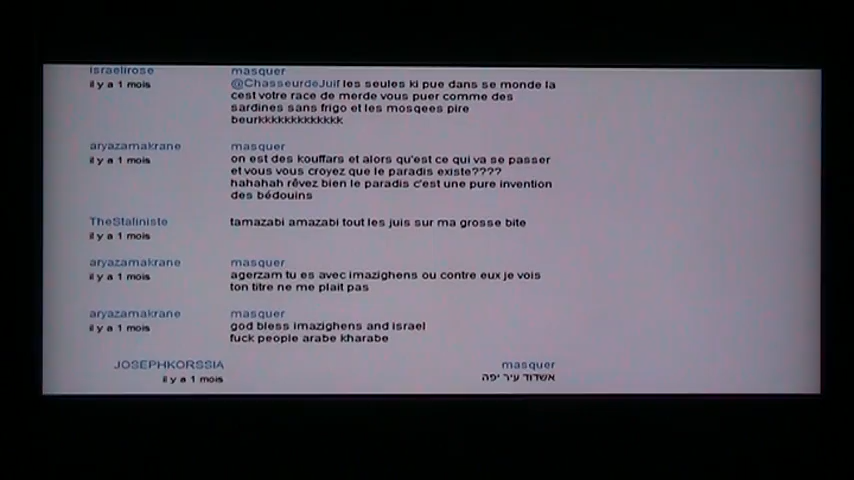 israelirose masquer
il y a 1 mois @ChasseurdeJuif les seules ki pue dans se monde la
cest votre race de merde vous puer comme des
sardines sans frigo et les mosqees pire
beurkkkkkkkkkkkkk
aryazamakrane masquer
il y a 1 mois on est des kouffars et alors qu'est ce qui va se passer
et vous vous croyez que le paradis existe????
hahahah rêvez bien le paradis c'est une pure invention
des bédouins
TheStaliniste tamazabi amazabi tout les juis sur ma grosse bite
il y a 1 mois
aryazamakrane masquer
il y a 1 mois agerzam tu es avec imazighens ou contre eux je vois
ton titre ne me plait pas
aryazamakrane masquer
il y a 1 mois god bless imazighens and israel
fuck people arabe kharabe
JOSEPHKORSSIA masquer
il y a 1 mois אשדוד עיר יפה